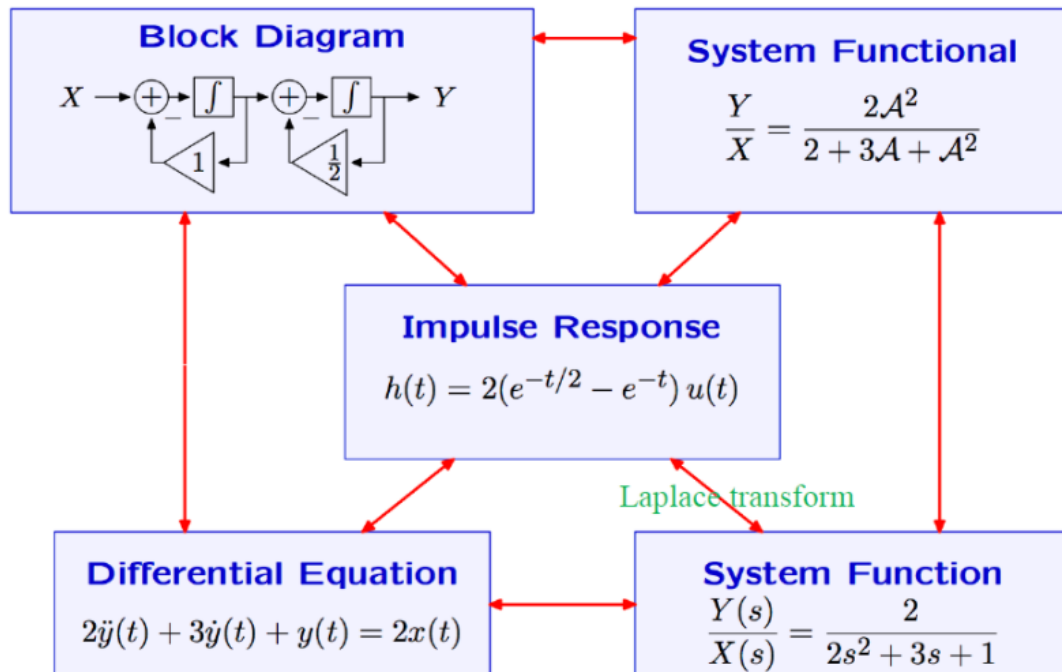 Block Diagram
X + − ∫ + − ∫ Y
1 1/2
System Functional
Y/X = 2𝒜²/(2 + 3𝒜 + 𝒜²)
Impulse Response
h(t) = 2(e^{−t/2} − e^{−t}) u(t)
Laplace transform
Differential Equation
2ÿ(t) + 3ẏ(t) + y(t) = 2x(t)
System Function
Y(s)/X(s) = 2/(2s² + 3s + 1)